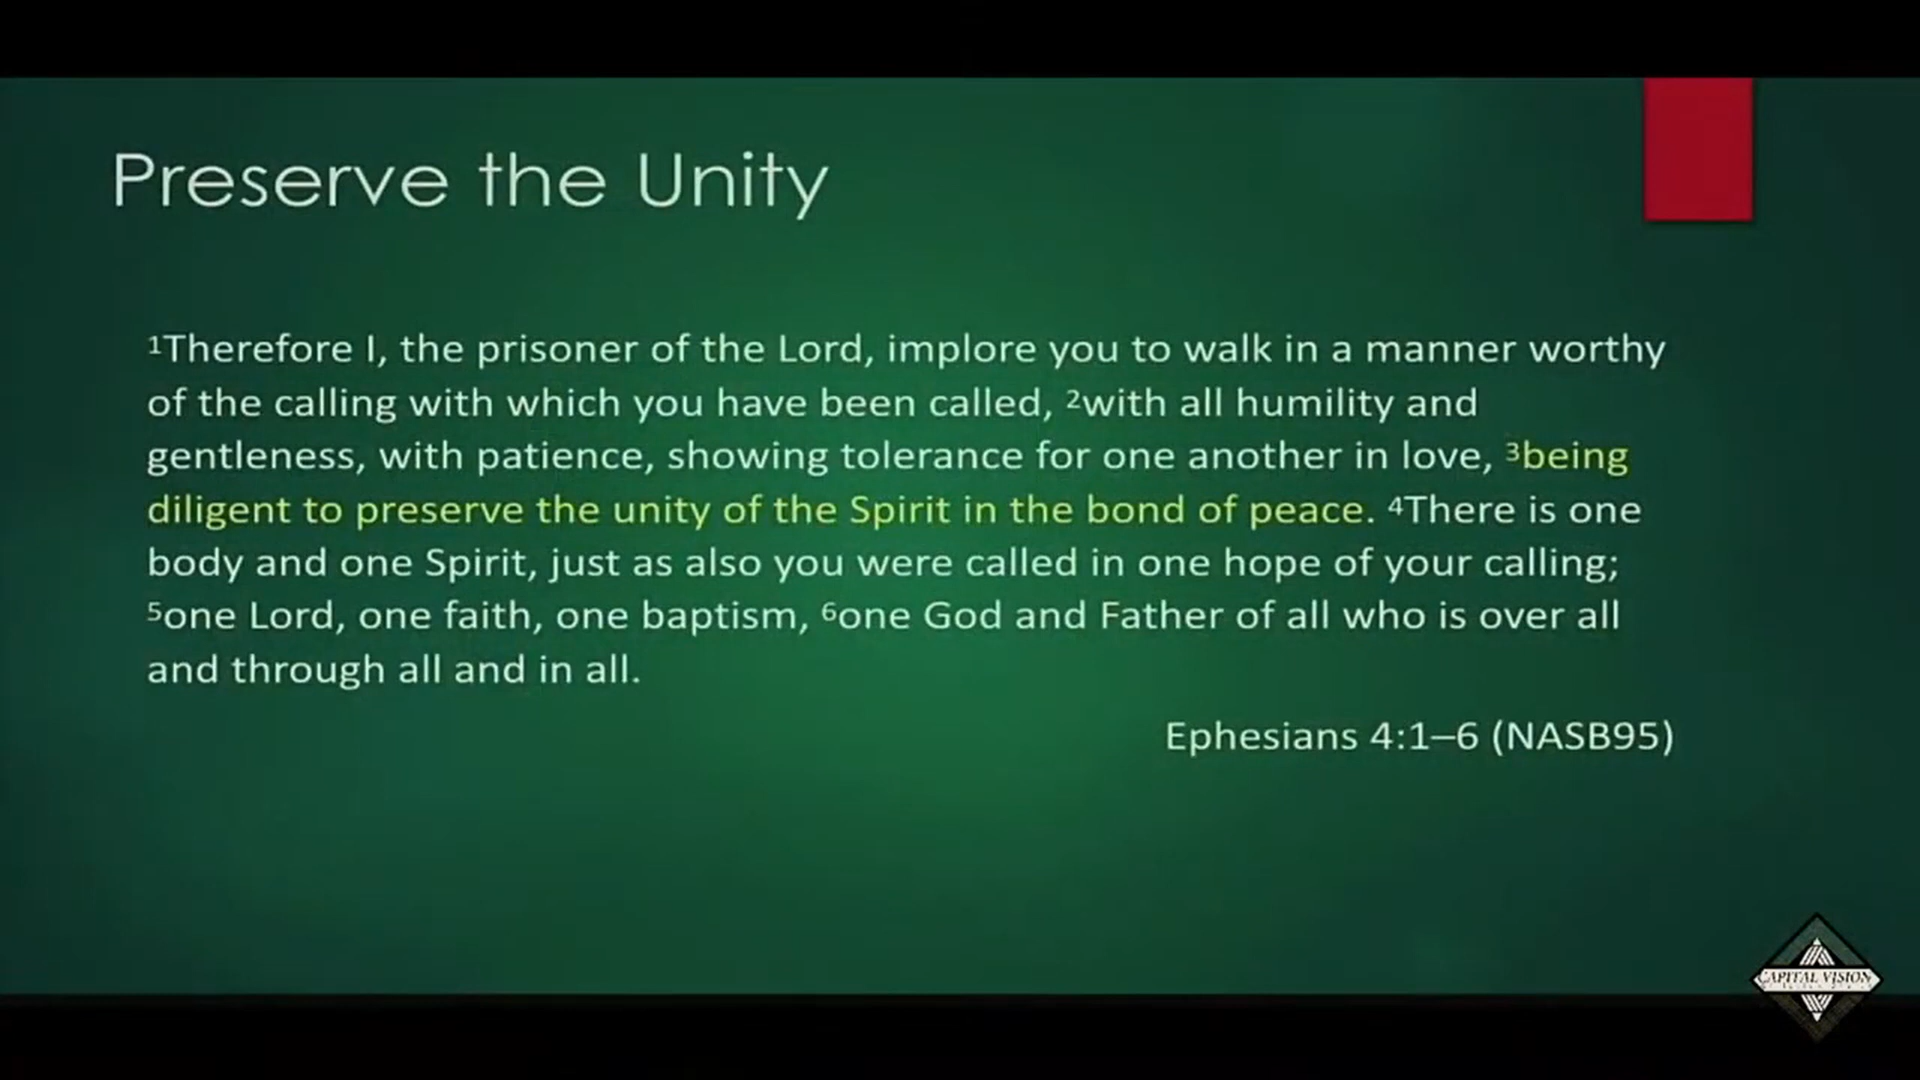 Preserve the Unity
¹Therefore I, the prisoner of the Lord, implore you to walk in a manner worthy
of the calling with which you have been called, ²with all humility and
gentleness, with patience, showing tolerance for one another in love, ³being
diligent to preserve the unity of the Spirit in the bond of peace. ⁴There is one
body and one Spirit, just as also you were called in one hope of your calling;
⁵one Lord, one faith, one baptism, ⁶one God and Father of all who is over all
and through all and in all.
Ephesians 4:1–6 (NASB95)
CAPITAL VISION